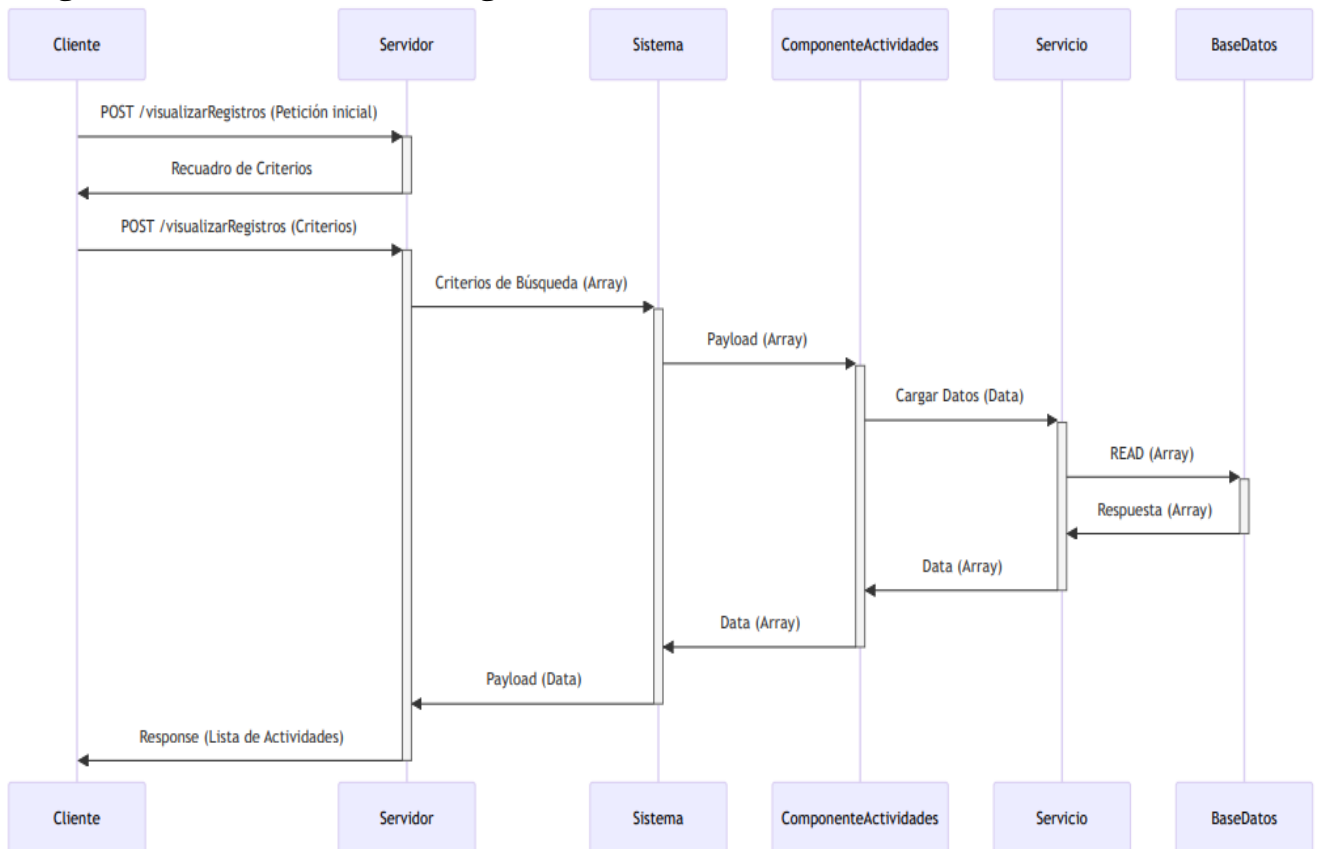 Cliente
Servidor
Sistema
ComponenteActividades
Servicio
BaseDatos
POST /visualizarRegistros (Petición inicial)
Recuadro de Criterios
POST /visualizarRegistros (Criterios)
Criterios de Búsqueda (Array)
Payload (Array)
Cargar Datos (Data)
READ (Array)
Respuesta (Array)
Data (Array)
Data (Array)
Payload (Data)
Response (Lista de Actividades)
Cliente
Servidor
Sistema
ComponenteActividades
Servicio
BaseDatos